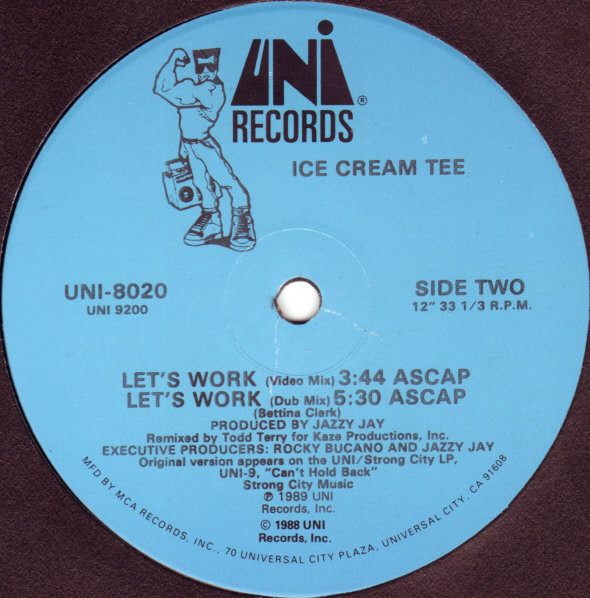 UNI®
RECORDS
ICE CREAM TEE
UNI-8020
UNI 9200
SIDE TWO
12" 33 1/3 R.P.M.
LET'S WORK (Video Mix) 3:44 ASCAP
LET'S WORK (Dub Mix) 5:30 ASCAP
(Bettina Clark)
PRODUCED BY JAZZY JAY
Remixed by Todd Terry for Kaze Productions, Inc.
EXECUTIVE PRODUCERS: ROCKY BUCANO AND JAZZY JAY
Original version appears on the UNI/Strong City LP,
UNI-9, "Can't Hold Back"
Strong City Music
℗ 1989 UNI
Records, Inc.
© 1988 UNI
Records, Inc.
MFD BY MCA RECORDS, INC., 70 UNIVERSAL CITY PLAZA, UNIVERSAL CITY, CA 91608